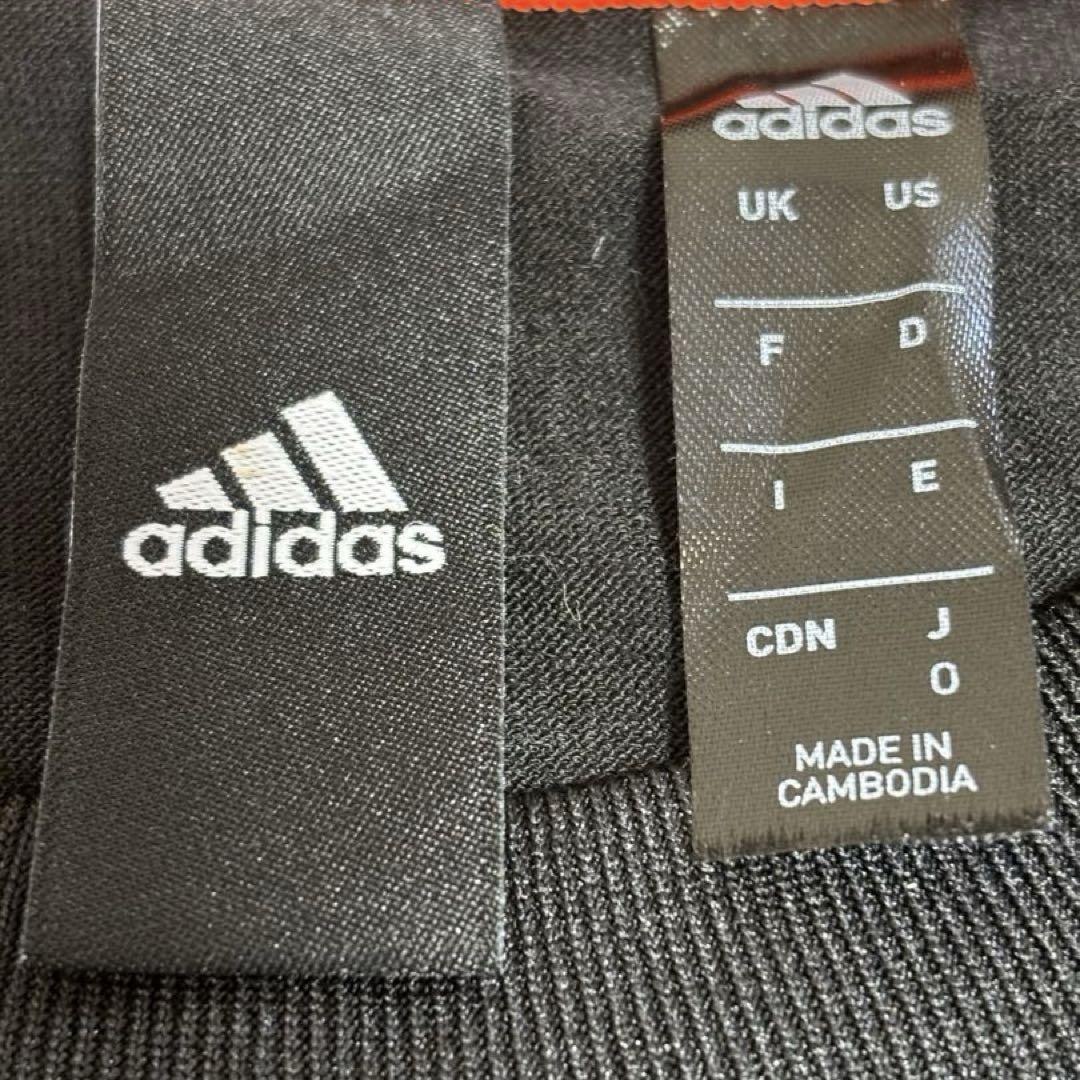 adidas
adidas
UK US
F D
I E
CDN J
O
MADE IN
CAMBODIA